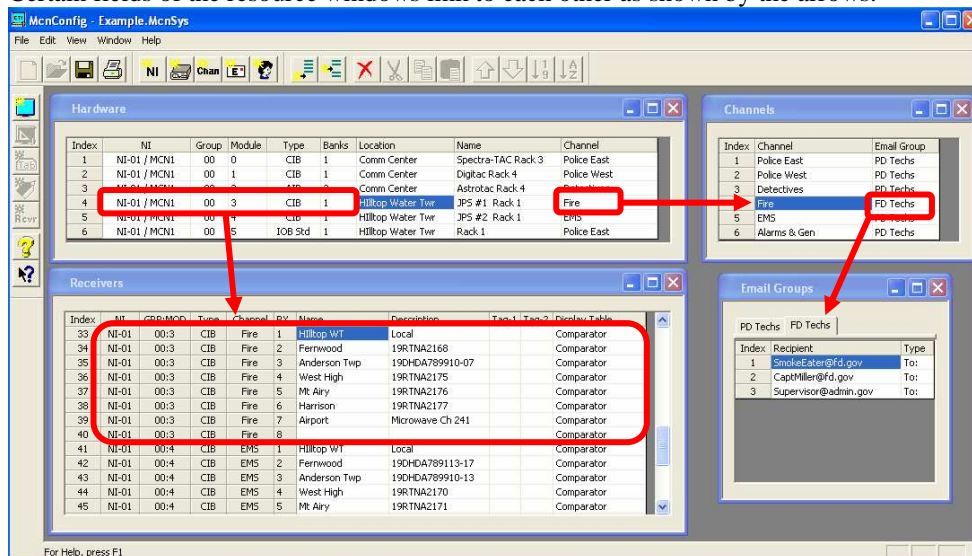 Certain fields of the resource windows link to each other as shown by the arrows.
McnConfig - Example.McnSys
File Edit View Window Help
NI Chan E
Hardware
Index NI Group Module Type Banks Location Name Channel
1 NI-01 / MCN1 00 0 CIB 1 Comm Center Spectra-TAC Rack 3 Police East
2 NI-01 / MCN1 00 1 CIB 1 Comm Center Digitac Rack 4 Police West
3 NI-01 / MCN1 00 Comm Center Astrotac Rack 4 Detectives
4 NI-01 / MCN1 00 3 CIB 1 HIlltop Water Twr JPS #1 Rack 1 Fire
5 NI-01 / MCN1 00 4 CIB 1 HIlltop Water Twr JPS #2 Rack 1 EMS
6 NI-01 / MCN1 00 5 IOB Std 1 HIlltop Water Twr Rack 1 Police East
Channels
Index Channel Email Group
1 Police East PD Techs
2 Police West PD Techs
3 Detectives PD Techs
4 Fire FD Techs
5 EMS FD Techs
6 Alarms & Gen PD Techs
Tab
Rcvr
Receivers
Index NI GRP:MOD Type Channel RX Name Description Tag-1 Tag-2 Display Table
33 NI-01 00:3 CIB Fire 1 HIlltop WT Local Comparator
34 NI-01 00:3 CIB Fire 2 Fernwood 19RTNA2168 Comparator
35 NI-01 00:3 CIB Fire 3 Anderson Twp 19DHDA789910-07 Comparator
36 NI-01 00:3 CIB Fire 4 West High 19RTNA2175 Comparator
37 NI-01 00:3 CIB Fire 5 Mt Airy 19RTNA2176 Comparator
38 NI-01 00:3 CIB Fire 6 Harrison 19RTNA2177 Comparator
39 NI-01 00:3 CIB Fire 7 Airport Microwave Ch 241 Comparator
40 NI-01 00:3 CIB Fire 8 Comparator
41 NI-01 00:4 CIB EMS 1 HIlltop WT Local Comparator
42 NI-01 00:4 CIB EMS 2 Fernwood 19DHDA789113-17 Comparator
43 NI-01 00:4 CIB EMS 3 Anderson Twp 19DHDA789910-13 Comparator
44 NI-01 00:4 CIB EMS 4 West High 19RTNA2170 Comparator
45 NI-01 00:4 CIB EMS 5 Mt Airy 19RTNA2171 Comparator
Email Groups
PD Techs FD Techs
Index Recipient Type
1 SmokeEater@fd.gov To:
2 CaptMiller@fd.gov To:
3 Supervisor@admin.gov To:
For Help, press F1